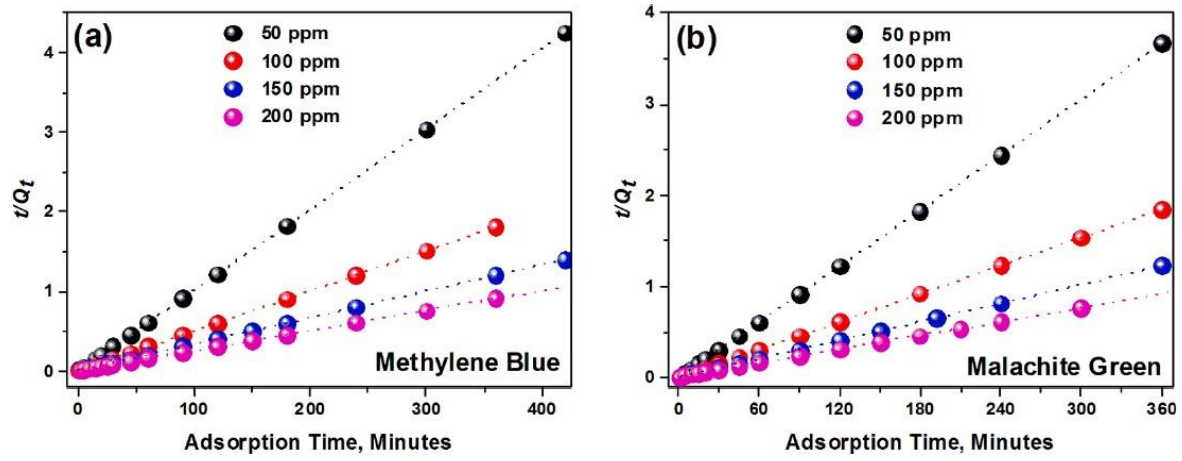 (a)
50 ppm
100 ppm
150 ppm
200 ppm
4
3
2
1
0
t/Qt
0 100 200 300 400
Adsorption Time, Minutes
Methylene Blue
(b)
50 ppm
100 ppm
150 ppm
200 ppm
4
3
2
1
0
t/Qt
0 60 120 180 240 300 360
Adsorption Time, Minutes
Malachite Green